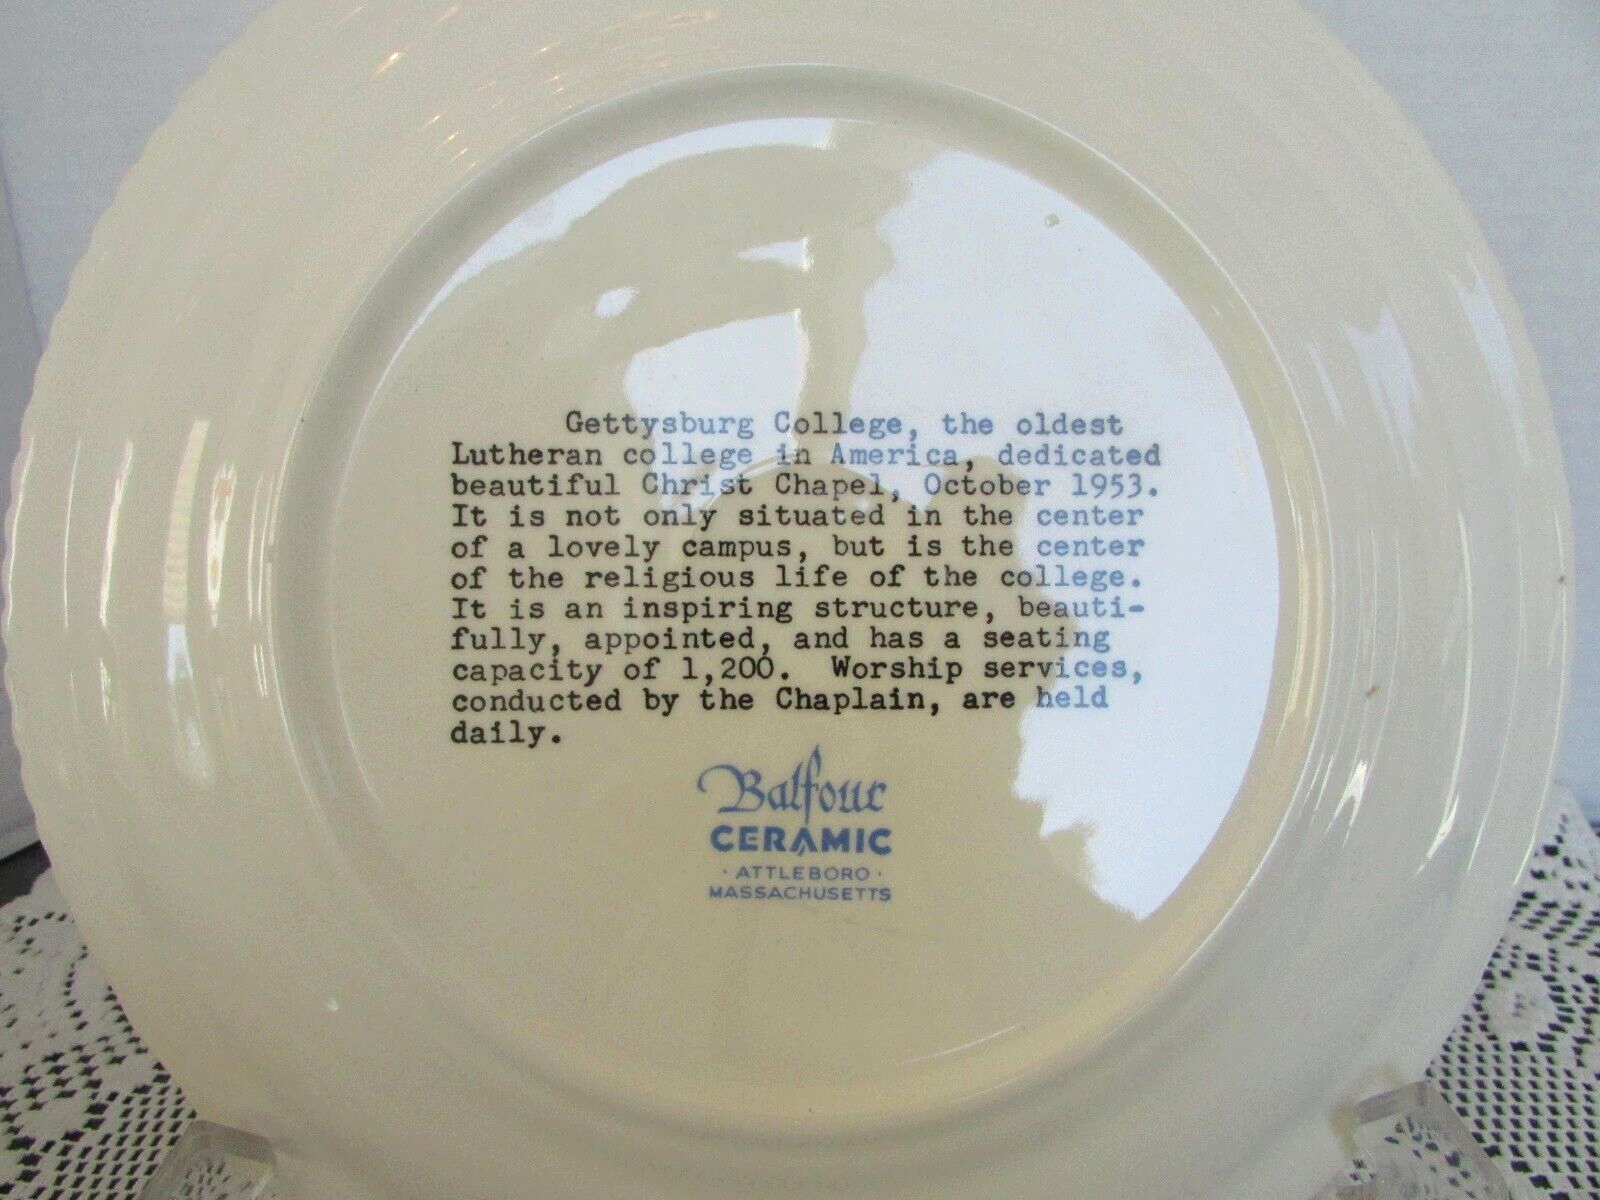 Gettysburg College, the oldest
Lutheran college in America, dedicated
beautiful Christ Chapel, October 1953.
It is not only situated in the center
of a lovely campus, but is the center
of the religious life of the college.
It is an inspiring structure, beauti-
fully, appointed, and has a seating
capacity of 1,200.  Worship services,
conducted by the Chaplain, are held
daily.
Balfour
CERAMIC
· ATTLEBORO ·
MASSACHUSETTS